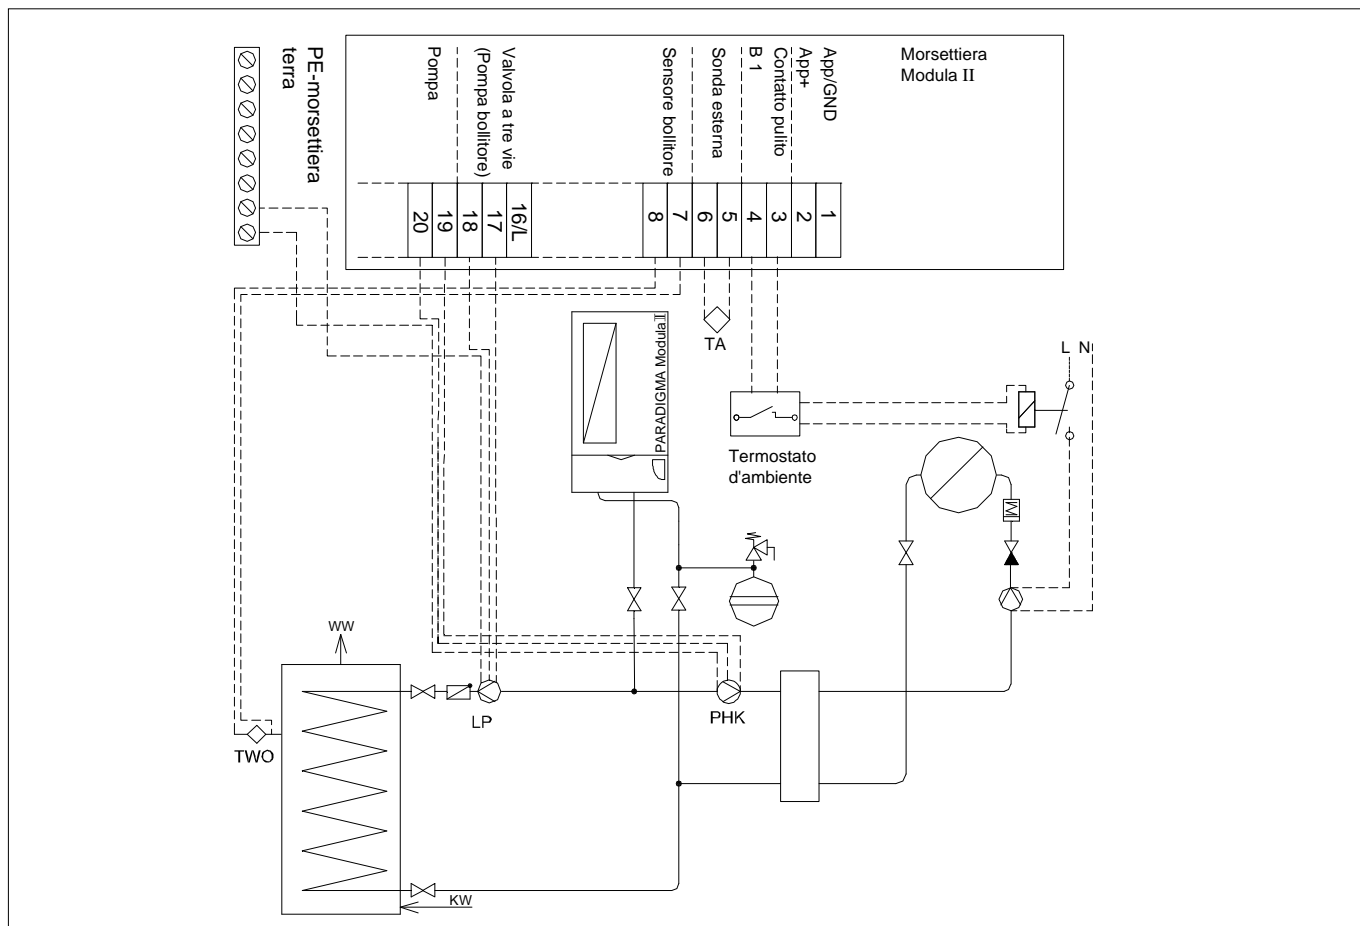 PE-morsettiera
terra
Pompa
Valvola a tre vie
(Pompa bollitore)
Sensore bollitore
Sonda esterna
B 1
Contatto pulito
App+
App/GND
Morsettiera
Modula II
20
19
18
17
16/L
8
7
6
5
4
3
2
1
TA
L N
PARADIGMA Modula II
Termostato
d'ambiente
WW
LP
PHK
TWO
KW